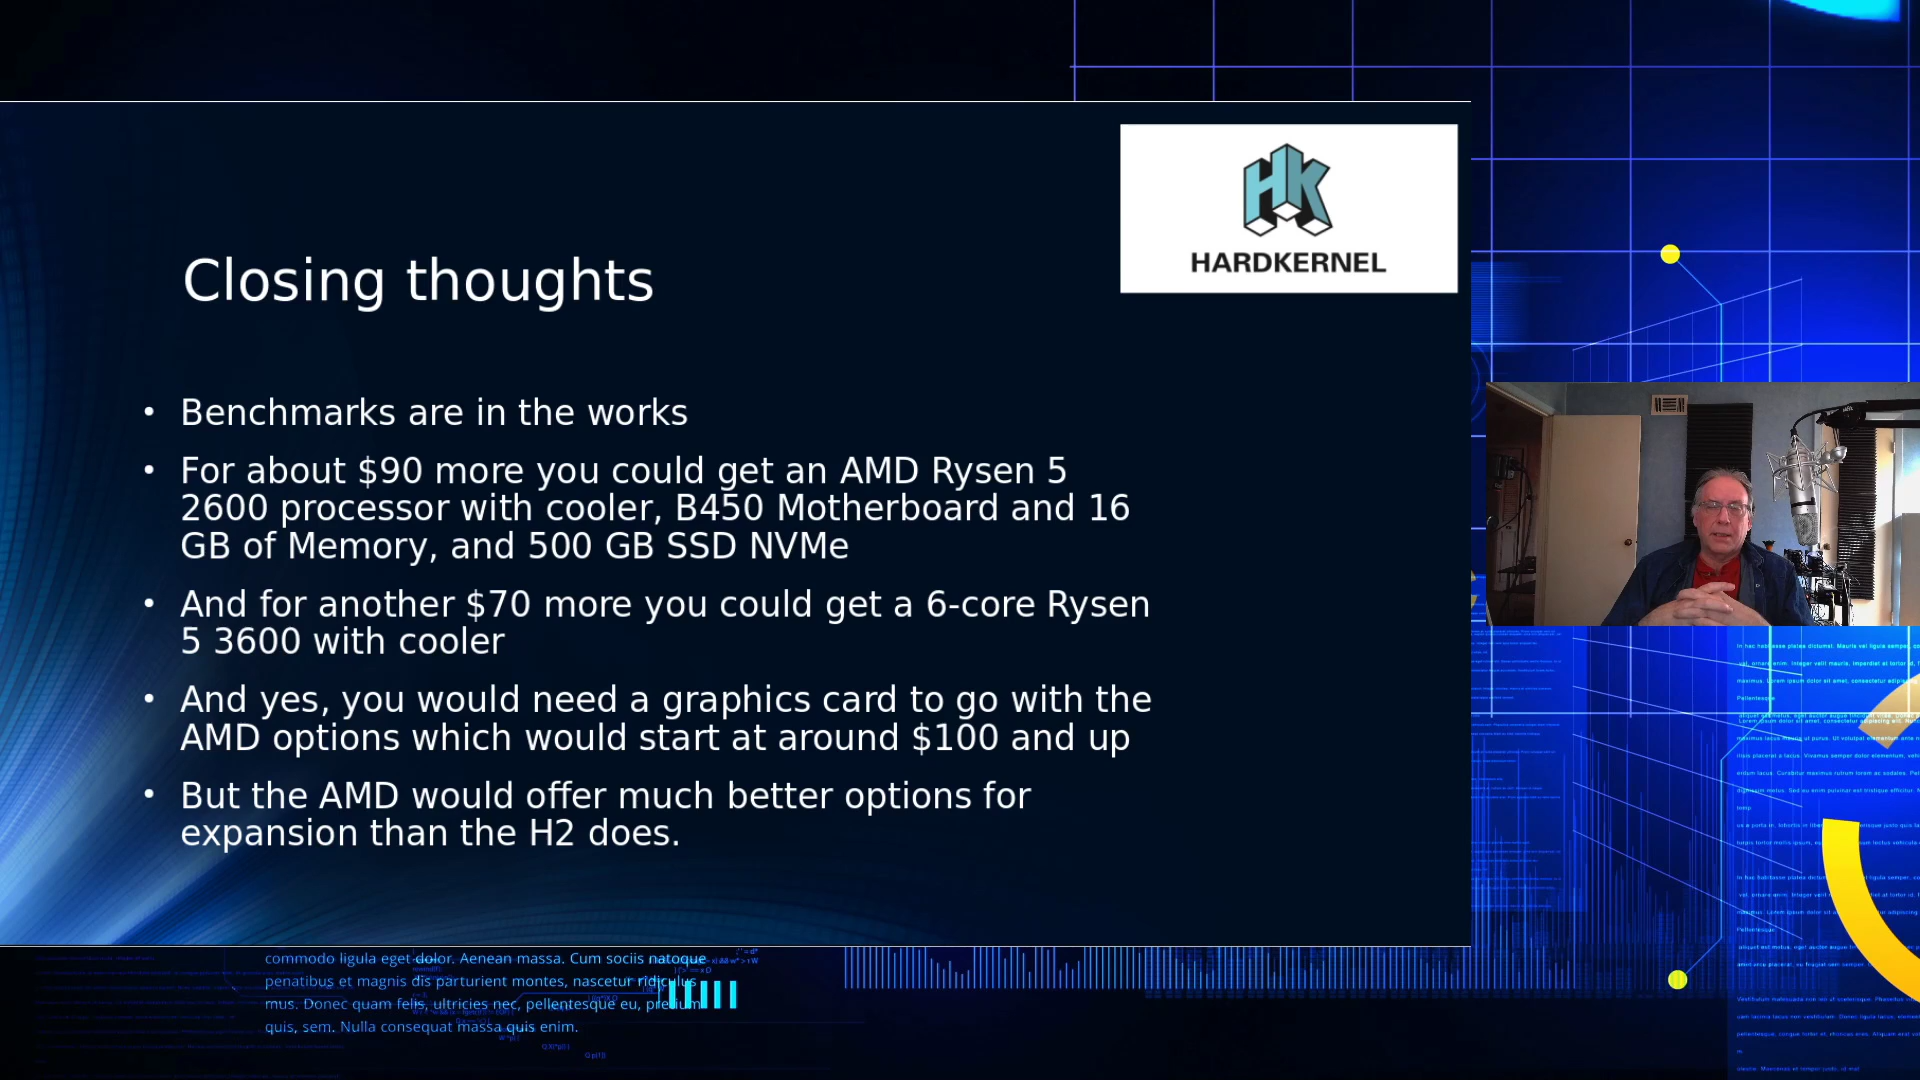 HARDKERNEL
Closing thoughts
• Benchmarks are in the works
• For about $90 more you could get an AMD Rysen 5
2600 processor with cooler, B450 Motherboard and 16
GB of Memory, and 500 GB SSD NVMe
• And for another $70 more you could get a 6-core Rysen
5 3600 with cooler
• And yes, you would need a graphics card to go with the
AMD options which would start at around $100 and up
• But the AMD would offer much better options for
expansion than the H2 does.
commodo ligula eget dolor. Aenean massa. Cum sociis natoque
penatibus et magnis dis parturient montes, nascetur ridiculus
mus. Donec quam felis, ultricies nec, pellentesque eu, pretium
quis, sem. Nulla consequat massa quis enim.